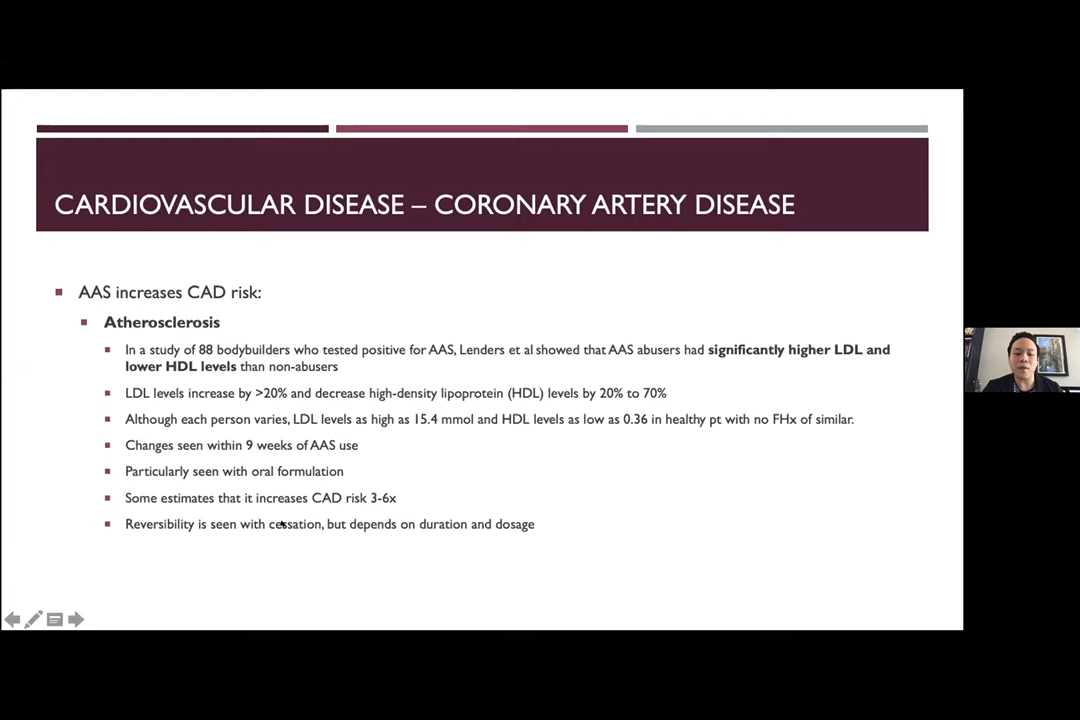 CARDIOVASCULAR DISEASE – CORONARY ARTERY DISEASE
AAS increases CAD risk:
Atherosclerosis
In a study of 88 bodybuilders who tested positive for AAS, Lenders et al showed that AAS abusers had significantly higher LDL and
lower HDL levels than non-abusers
LDL levels increase by >20% and decrease high-density lipoprotein (HDL) levels by 20% to 70%
Although each person varies, LDL levels as high as 15.4 mmol and HDL levels as low as 0.36 in healthy pt with no FHx of similar.
Changes seen within 9 weeks of AAS use
Particularly seen with oral formulation
Some estimates that it increases CAD risk 3-6x
Reversibility is seen with cessation, but depends on duration and dosage